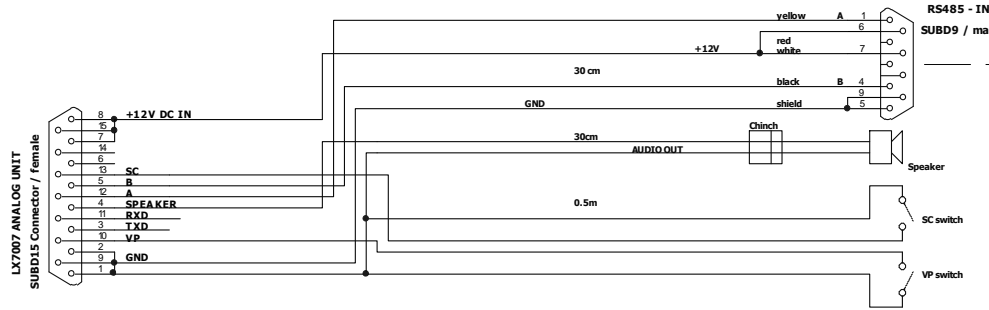 RS485 - IN
SUBD9 / ma
yellow A 1
6
red
+12V white 7
30 cm
black B 4
9
GND shield 5
8 +12V DC IN
15
7
14
6
13 SC
5 B
12 A
4 SPEAKER
11 RXD
3 TXD
10 VP
2
9 GND
1
LX7007 ANALOG UNIT
SUBD15 Connector / female
Chinch
30cm
AUDIO OUT
Speaker
0.5m
SC switch
VP switch